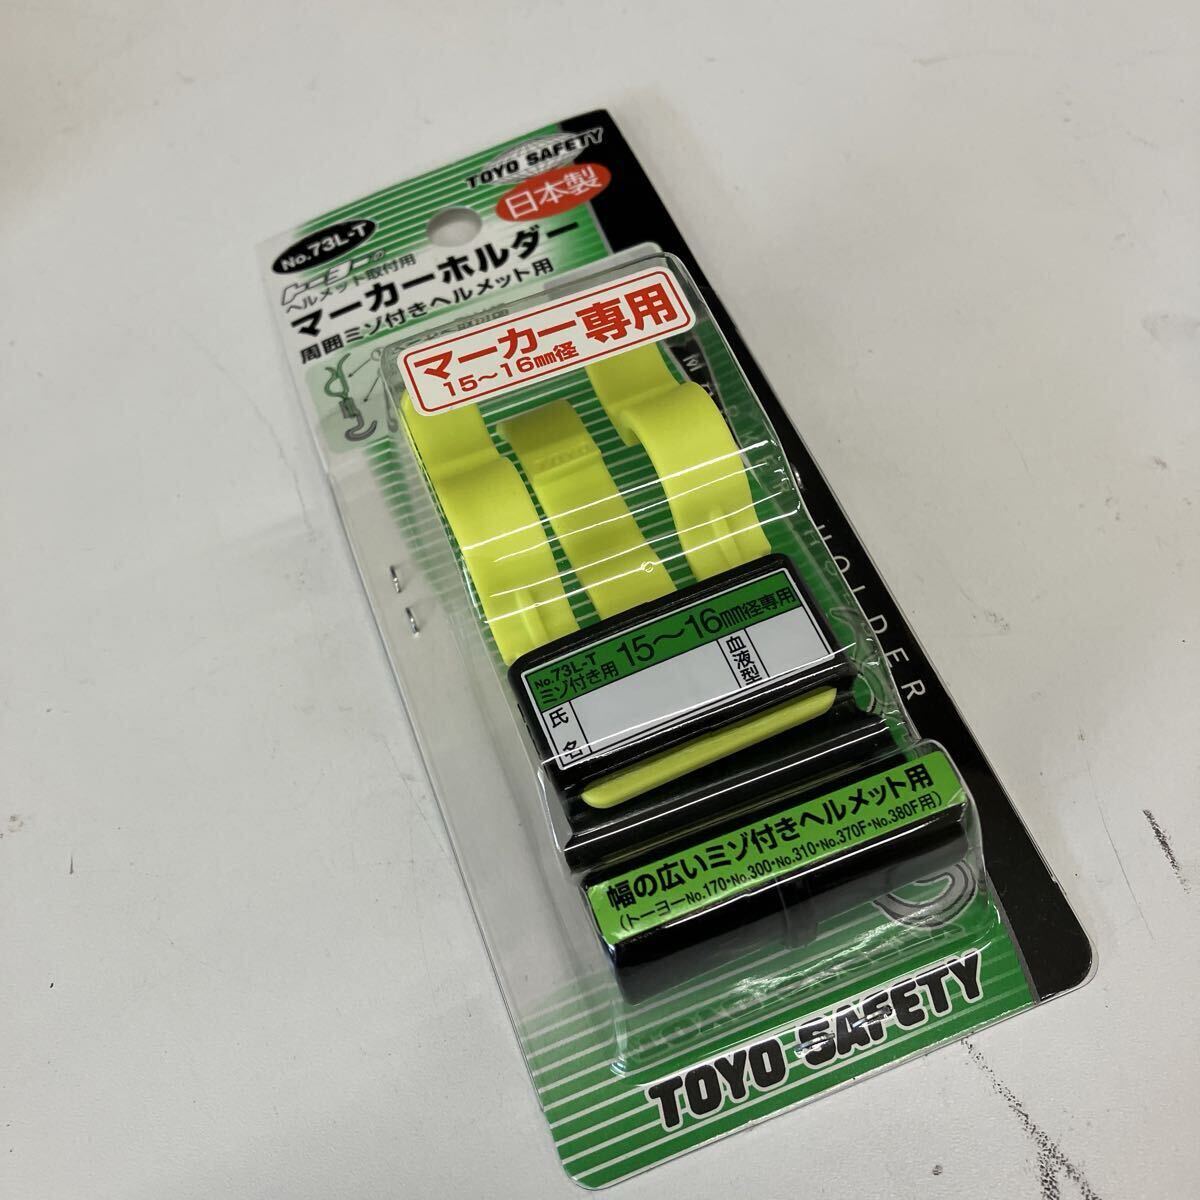 TOYO SAFETY
日本製
No.73L-T
トーヨーの
ヘルメット取付用
マーカーホルダー
周囲ミゾ付きヘルメット用
マーカー専用
15～16㎜径
MARKER HOLDER
No.73L-T
ミゾ付き用 15～16㎜径専用
血液型
氏名
幅の広いミゾ付きヘルメット用
(トーヨーNo.170・No.300・No.310・No.370F・No.380F用)
TOYO SAFETY